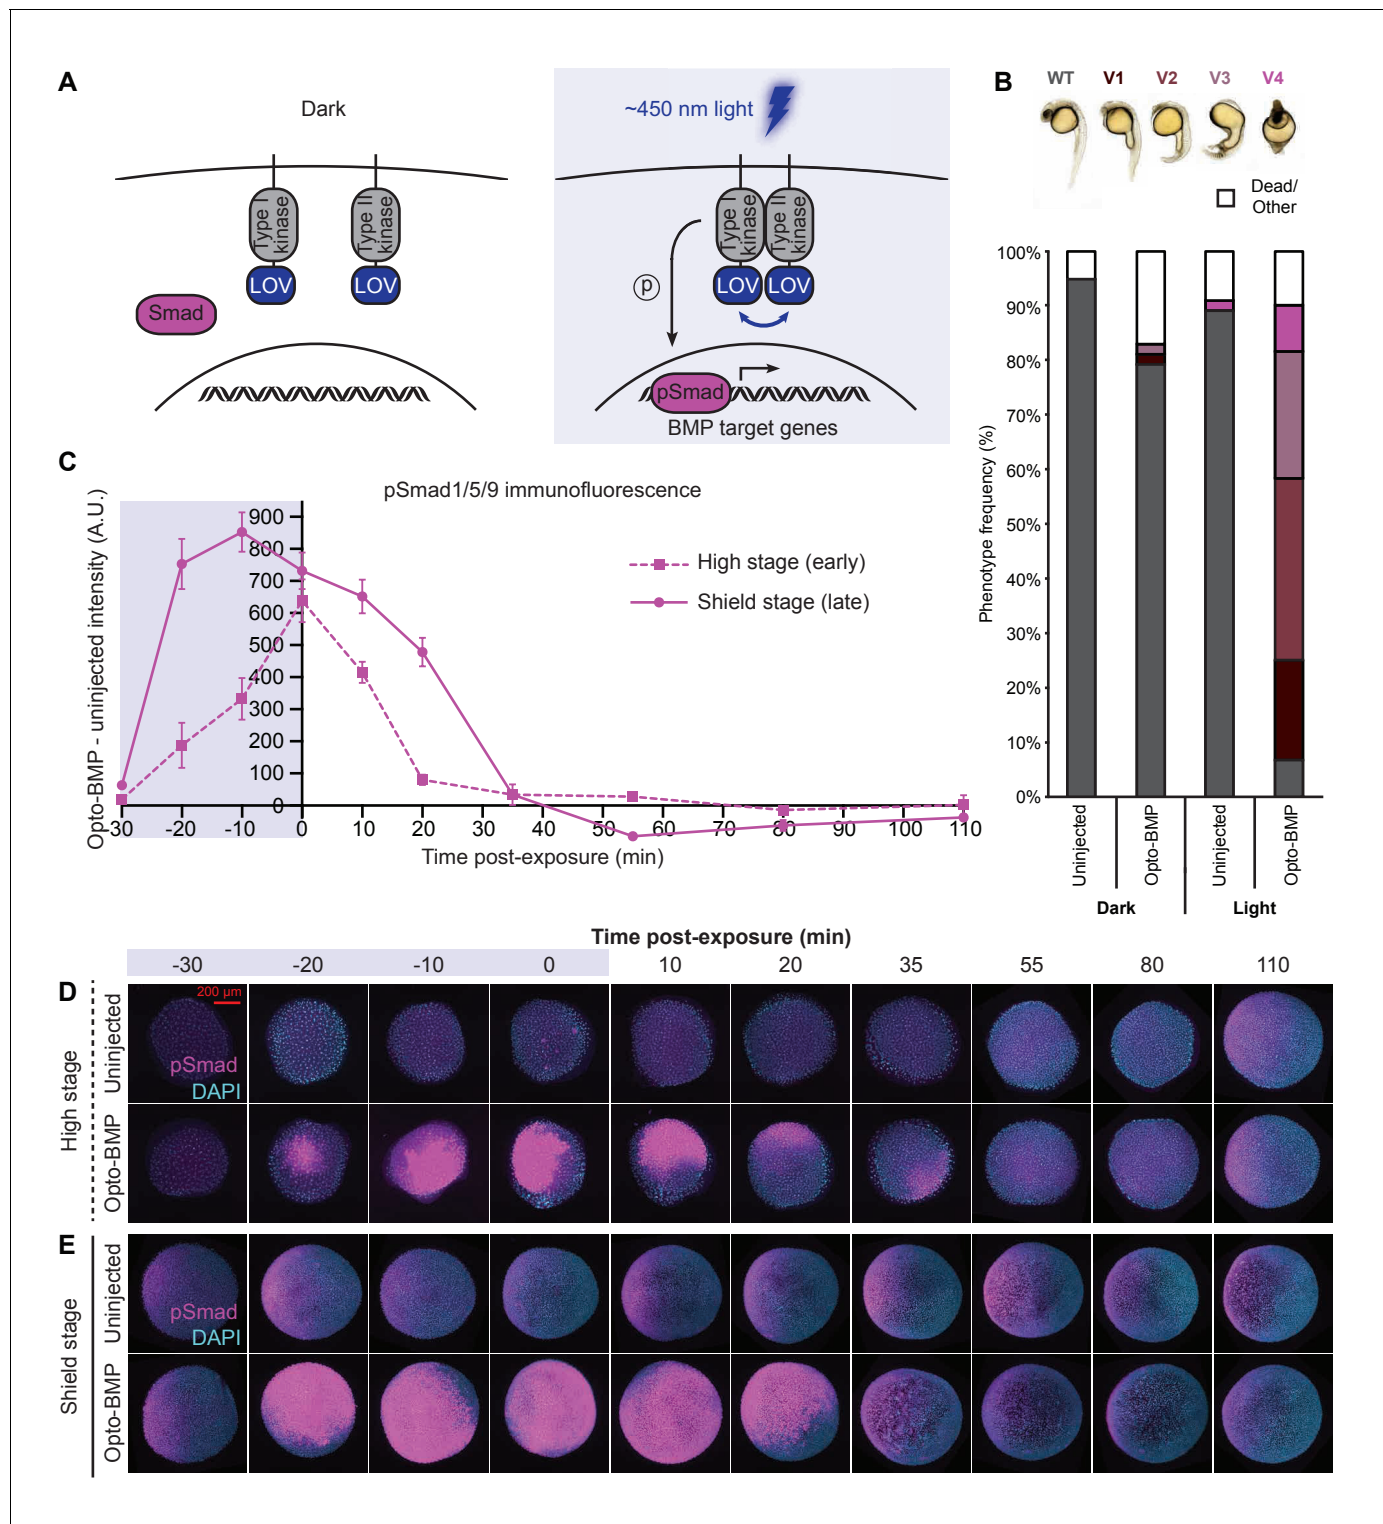 A
Dark
Type I
kinase
Type II
kinase
LOV
LOV
Smad
~450 nm light
Type I
kinase
Type II
kinase
LOV
LOV
p
pSmad
BMP target genes
B
WT V1 V2 V3 V4
Dead/
Other
Phenotype frequency (%)
100%
90%
80%
70%
60%
50%
40%
30%
20%
10%
0%
Uninjected
Opto-BMP
Uninjected
Opto-BMP
Dark Light
C
pSmad1/5/9 immunofluorescence
Opto-BMP - uninjected intensity (A.U.)
900
800
700
600
500
400
300
200
100
0
High stage (early)
Shield stage (late)
-30 -20 -10 0 10 20 30 40 50 60 70 80 90 100 110
Time post-exposure (min)
Time post-exposure (min)
-30 -20 -10 0 10 20 35 55 80 110
D
High stage
Uninjected
200 µm
pSmad
DAPI
Opto-BMP
E
Shield stage
Uninjected
pSmad
DAPI
Opto-BMP